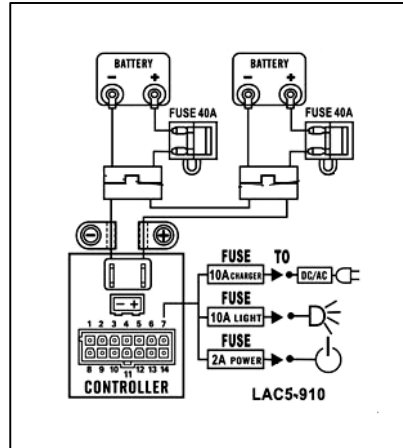 BATTERY
- +
BATTERY
- +
FUSE 40A
FUSE 40A
- +
FUSE TO
10A CHARGER DC/AC
- +
FUSE
10A LIGHT
1 2 3 4 5 6 7
FUSE
2A POWER
8 9 10 11 12 13 14
CONTROLLER
LAC5-910